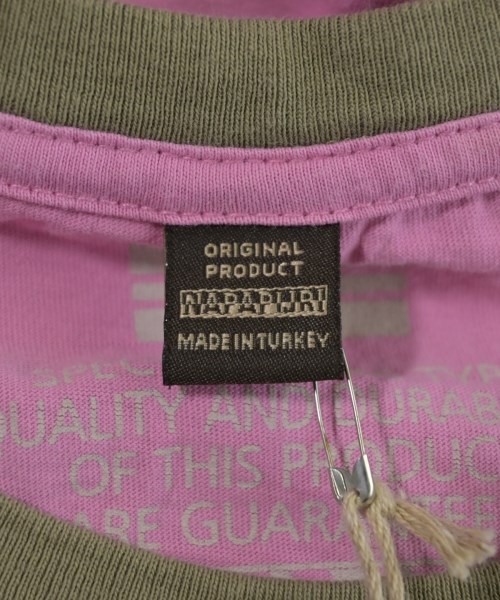 ORIGINAL
PRODUCT
NAPAPIJRI
MADE IN TURKEY
QUALITY AND DURAB
OF THIS PRODUC
ARE GUARANTEE